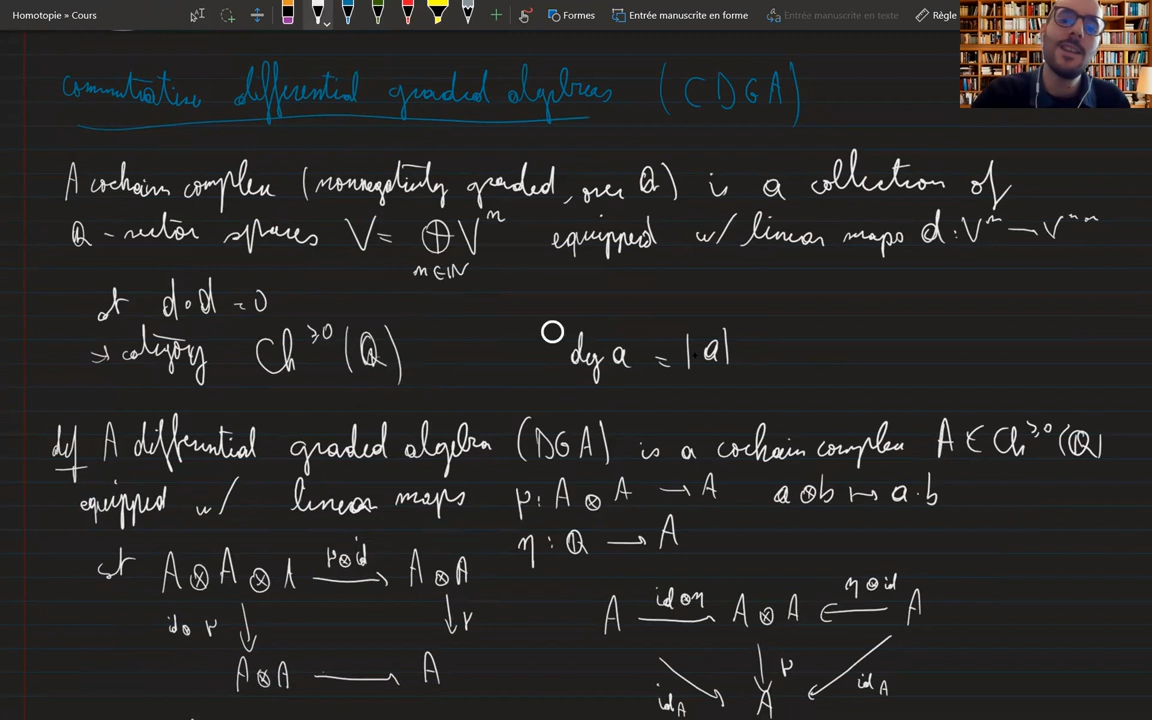 Homotopie » Cours
Formes
Entrée manuscrite en forme
Entrée manuscrite en texte
Règle
commutative differential graded algebras (CDGA)
A cochain complex (nonnegatively graded, over ℚ) is a collection of
ℚ-vector spaces V = ⊕ Vⁿ equipped w/ linear maps d : Vⁿ → Vⁿ⁺¹
n∈ℕ
st d∘d = 0
→ category Ch^{≥0}(ℚ)
deg a = |a|
def A differential graded algebra (DGA) is a cochain complex A ∈ Ch^{≥0}(ℚ)
equipped w/ linear maps μ : A ⊗ A → A a⊗b ↦ a·b
η : ℚ → A
st A ⊗ A ⊗ A → A ⊗ A
μ⊗id
id⊗μ ↓ ↓ μ
A⊗A → A
A → A ⊗ A ← A
id⊗η η⊗id
id_A ↓ μ id_A
A